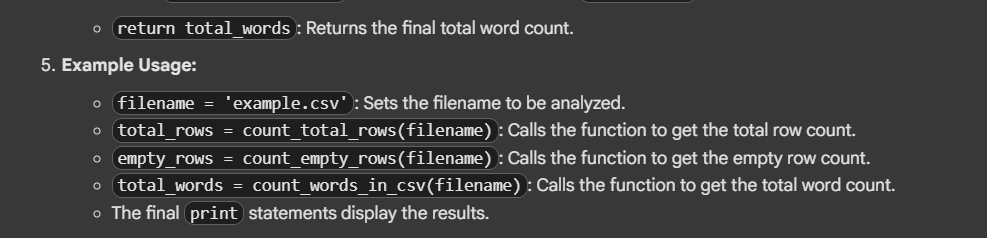 return total_words: Returns the final total word count.
5. Example Usage:
filename = 'example.csv': Sets the filename to be analyzed.
total_rows = count_total_rows(filename): Calls the function to get the total row count.
empty_rows = count_empty_rows(filename): Calls the function to get the empty row count.
total_words = count_words_in_csv(filename): Calls the function to get the total word count.
The final print statements display the results.